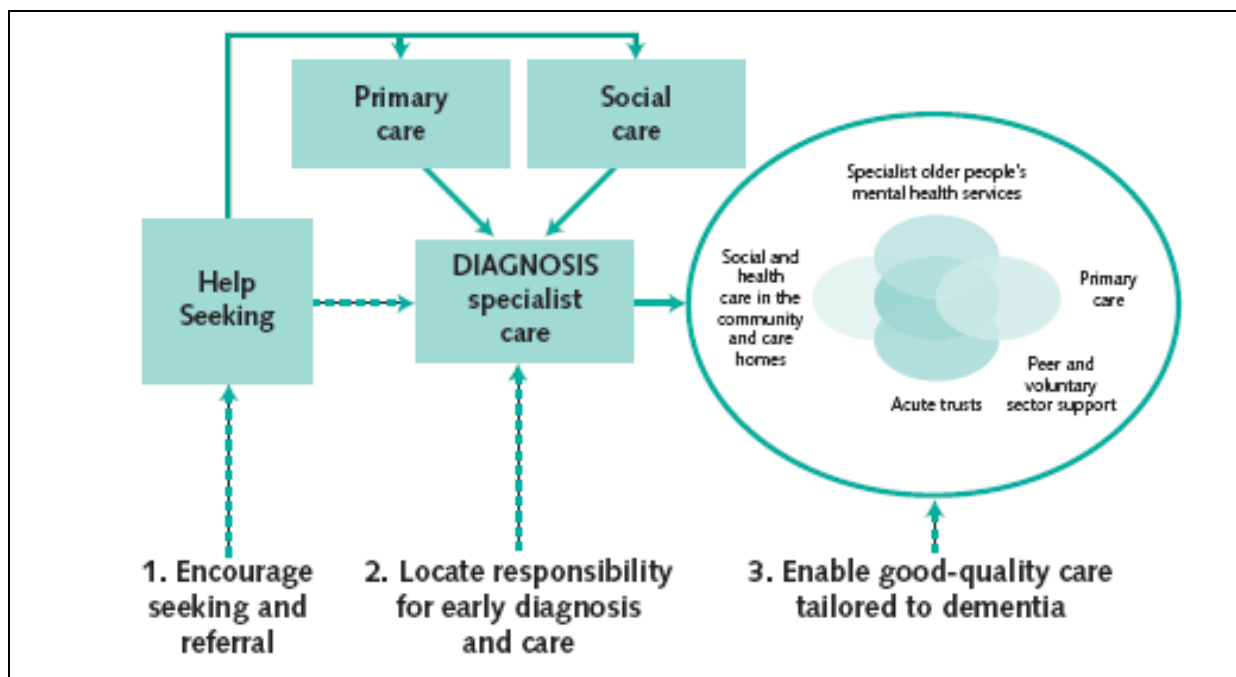 Primary
care
Social
care
Help
Seeking
DIAGNOSIS
specialist
care
Specialist older people's
mental health services
Social and
health
care in the
community
and care
homes
Primary
care
Peer and
voluntary
sector support
Acute trusts
1. Encourage
seeking and
referral
2. Locate responsibility
for early diagnosis
and care
3. Enable good-quality care
tailored to dementia